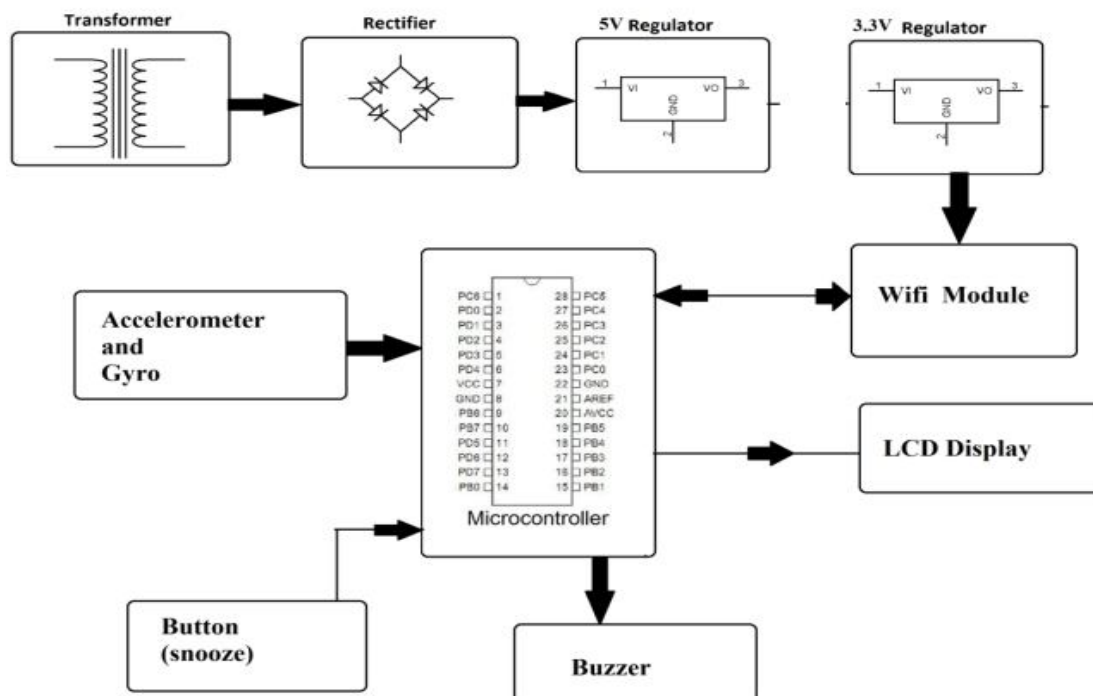 Transformer
Rectifier
5V Regulator
3.3V Regulator
1 VI VO 3
GND
2
1 VI VO 3
GND
2
Wifi Module
Accelerometer
and
Gyro
PC6 1 28 PC5
PD0 2 27 PC4
PD1 3 26 PC3
PD2 4 25 PC2
PD3 5 24 PC1
PD4 6 23 PC0
VCC 7 22 GND
GND 8 21 AREF
PB6 9 20 AVCC
PB7 10 19 PB5
PD5 11 18 PB4
PD6 12 17 PB3
PD7 13 16 PB2
PB0 14 15 PB1
Microcontroller
LCD Display
Button
(snooze)
Buzzer